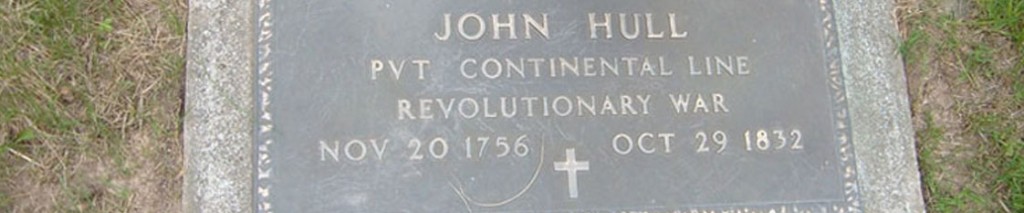 JOHN HULL
PVT CONTINENTAL LINE
REVOLUTIONARY WAR
NOV 20 1756 OCT 29 1832